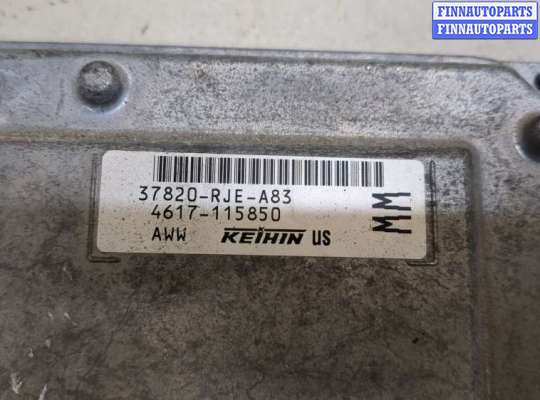 FINNAUTOPARTS
FINNAUTOPARTS
37820-RJE-A83
4617-115850
AWW KEIHIN US
MM